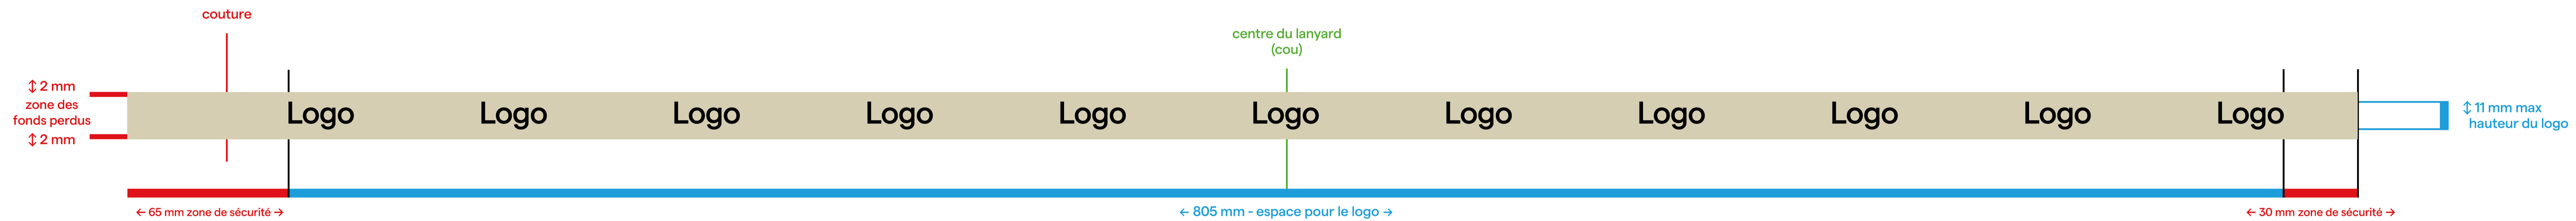 couture
centre du lanyard
(cou)
↕ 2 mm
zone des
fonds perdus
↕ 2 mm
Logo Logo Logo Logo Logo Logo Logo Logo Logo Logo Logo
↕ 11 mm max
hauteur du logo
← 65 mm zone de sécurité →
← 805 mm - espace pour le logo →
← 30 mm zone de sécurité →